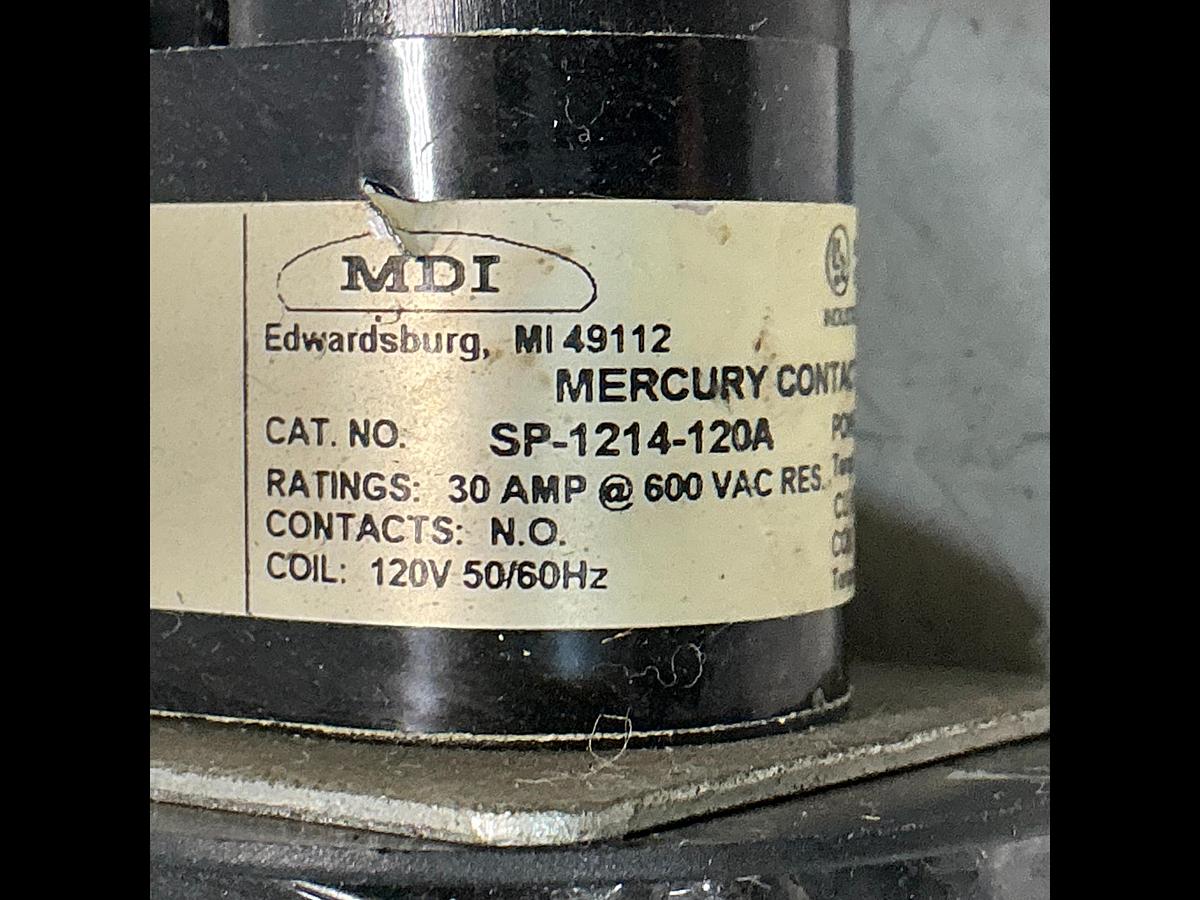 MDI
Edwardsburg, MI 49112
MERCURY
CAT. NO. SP-1214-120A
RATINGS: 30 AMP @ 600 VAC RES.
CONTACTS: N.O.
COIL: 120V 50/60Hz